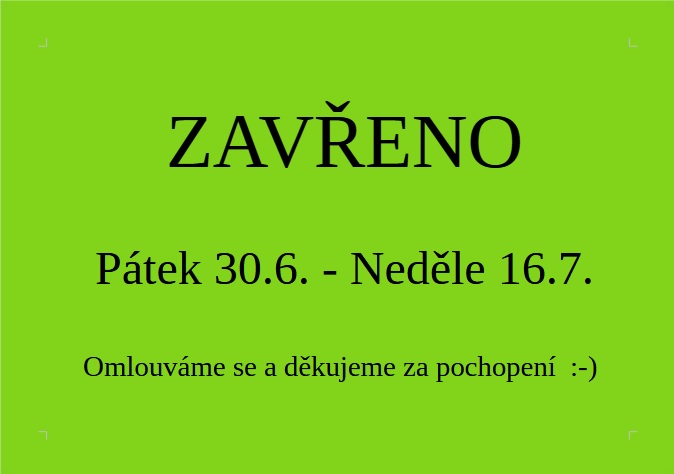 ZAVŘENO
Pátek 30.6. - Neděle 16.7.
Omlouváme se a děkujeme za pochopení  :-)